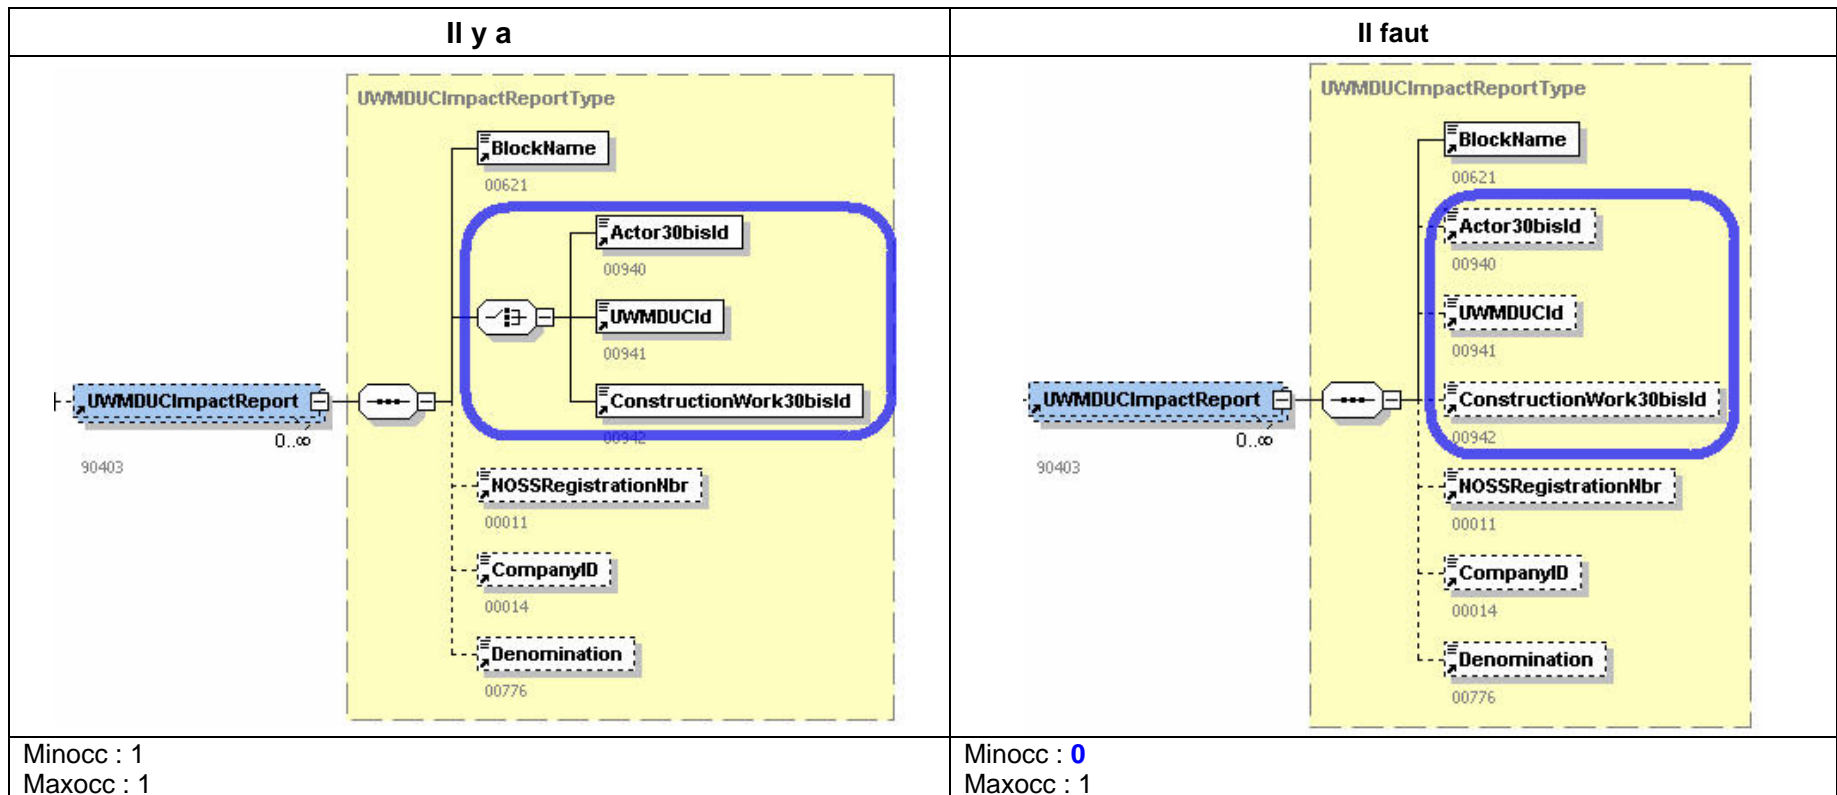 Il y a
Il faut
UWMDUCImpactReportType
BlockName
00621
Actor30bisId
00940
UWMDUCId
00941
ConstructionWork30bisId
00942
UWMDUCImpactReport
0..∞
90403
NOSSRegistrationNbr
00011
CompanyID
00014
Denomination
00776
UWMDUCImpactReportType
BlockName
00621
Actor30bisId
00940
UWMDUCId
00941
ConstructionWork30bisId
00942
UWMDUCImpactReport
0..∞
90403
NOSSRegistrationNbr
00011
CompanyID
00014
Denomination
00776
Minocc : 1
Maxocc : 1
Minocc : 0
Maxocc : 1